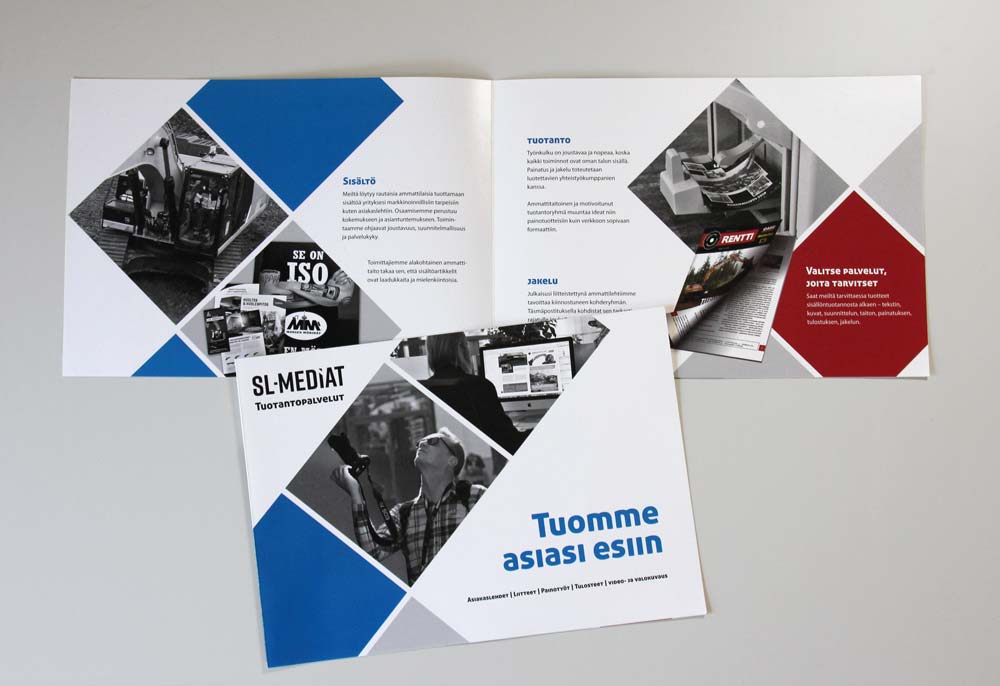 Sisältö
Meiltä löytyy rautaisia ammattilaisia tuottamaan
sisältöä yrityksesi markkinoinnillisiin tarpeisiin
kuten asiakaslehtiin. Osaamisemme perustuu
kokemukseen ja asiantuntemukseen. Toimin-
taamme ohjaavat joustavuus, suunnitelmallisuus
ja palvelukyky.
Toimittajiemme alakohtainen ammatti-
taito takaa sen, että sisältöartikkelit
ovat laadukkaita ja mielenkiintoisia.
SE ON
ISO
MM
Tuotanto
Työnkulku on joustavaa ja nopeaa, koska
kaikki toiminnot ovat oman talon sisällä.
Painatus ja jakelu toteutetaan
luotettavien yhteistyökumppanien
kanssa.
Ammattitaitoinen ja motivoitunut
tuotantoryhmä muuntaa ideat niin
painotuotteisiin kuin verkkoon sopivaan
formaattiin.
Jakelu
Julkaisusi liitteistettynä ammattilehtiimme
tavoittaa kiinnostuneen kohderyhmän.
Täsmäpostituksella kohdistat sen tarkasti
RENTTI
Valitse palvelut,
joita tarvitset
Saat meiltä tarvittaessa tuotteet
sisällöntuotannosta alkaen – tekstin,
kuvat, suunnittelun, taiton, painatuksen,
tulostuksen, jakelun.
SL-MEDIAT
Tuotantopalvelut
Tuomme
asiasi esiin
Asiakaslehdet | Liitteet | Painotyöt | Tulosteet | video- ja valokuvaus